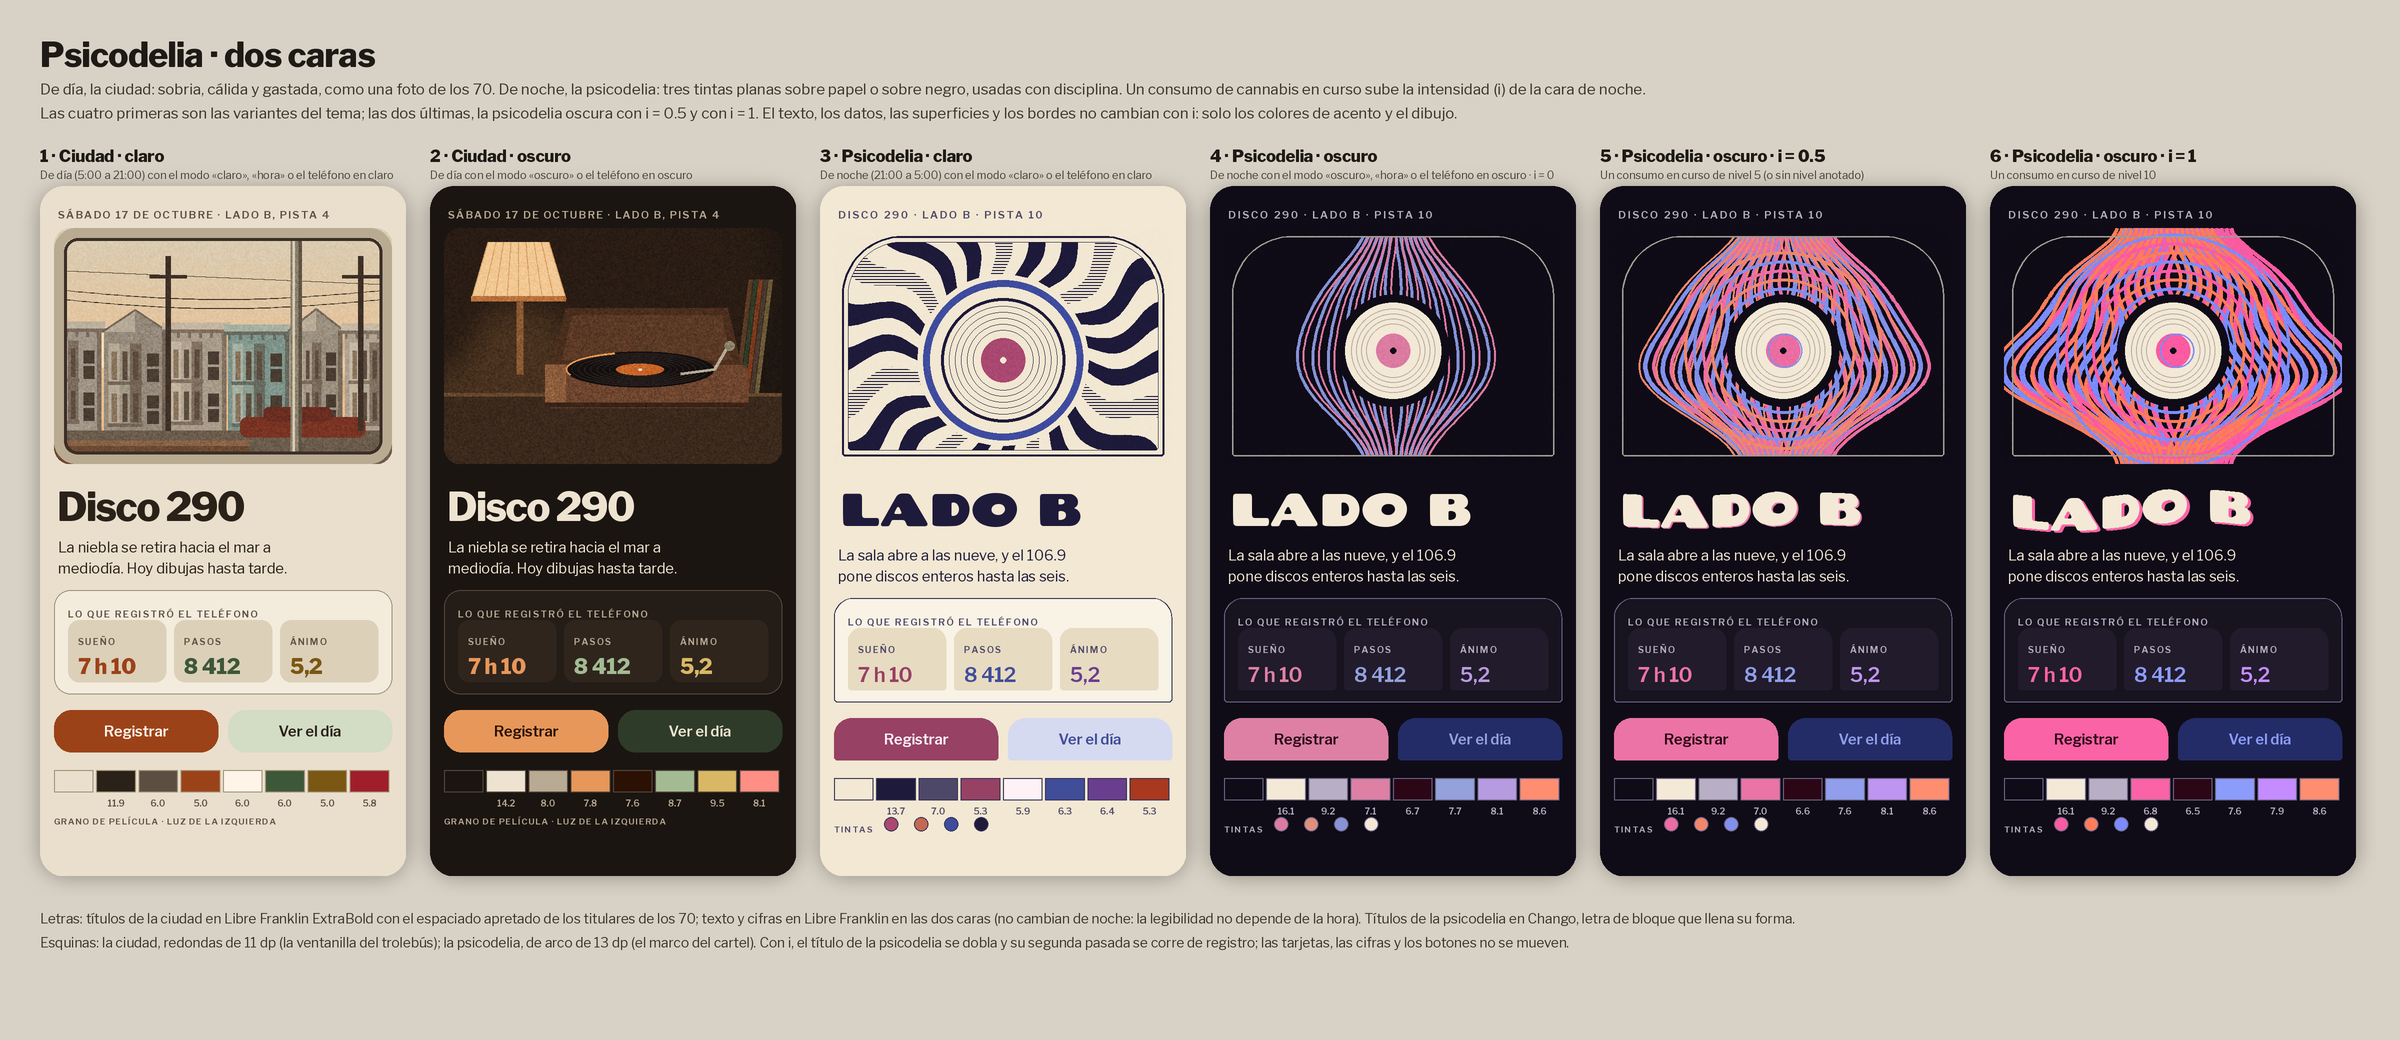 Psicodelia · dos caras
De día, la ciudad: sobria, cálida y gastada, como una foto de los 70. De noche, la psicodelia: tres tintas planas sobre papel o sobre negro, usadas con disciplina. Un consumo de cannabis en curso sube la intensidad (i) de la cara de noche.
Las cuatro primeras son las variantes del tema; las dos últimas, la psicodelia oscura con i = 0.5 y con i = 1. El texto, los datos, las superficies y los bordes no cambian con i: solo los colores de acento y el dibujo.
1 · Ciudad · claro
De día (5:00 a 21:00) con el modo «claro», «hora» o el teléfono en claro
SÁBADO 17 DE OCTUBRE · LADO B, PISTA 4
Disco 290
La niebla se retira hacia el mar a
mediodía. Hoy dibujas hasta tarde.
LO QUE REGISTRÓ EL TELÉFONO
SUEÑO PASOS ÁNIMO
7 h 10 8 412 5,2
Registrar Ver el día
11.9 6.0 5.0 6.0 6.0 5.0 5.8
GRANO DE PELÍCULA · LUZ DE LA IZQUIERDA
2 · Ciudad · oscuro
De día con el modo «oscuro» o el teléfono en oscuro
SÁBADO 17 DE OCTUBRE · LADO B, PISTA 4
Disco 290
La niebla se retira hacia el mar a
mediodía. Hoy dibujas hasta tarde.
LO QUE REGISTRÓ EL TELÉFONO
SUEÑO PASOS ÁNIMO
7 h 10 8 412 5,2
Registrar Ver el día
14.2 8.0 7.8 7.6 8.7 9.5 8.1
GRANO DE PELÍCULA · LUZ DE LA IZQUIERDA
3 · Psicodelia · claro
De noche (21:00 a 5:00) con el modo «claro» o el teléfono en claro
DISCO 290 · LADO B · PISTA 10
LADO B
La sala abre a las nueve, y el 106.9
pone discos enteros hasta las seis.
LO QUE REGISTRÓ EL TELÉFONO
SUEÑO PASOS ÁNIMO
7 h 10 8 412 5,2
Registrar Ver el día
13.7 7.0 5.3 5.9 6.3 6.4 5.3
TINTAS
4 · Psicodelia · oscuro
De noche con el modo «oscuro», «hora» o el teléfono en oscuro · i = 0
DISCO 290 · LADO B · PISTA 10
LADO B
La sala abre a las nueve, y el 106.9
pone discos enteros hasta las seis.
LO QUE REGISTRÓ EL TELÉFONO
SUEÑO PASOS ÁNIMO
7 h 10 8 412 5,2
Registrar Ver el día
16.1 9.2 7.1 6.7 7.7 8.1 8.6
TINTAS
5 · Psicodelia · oscuro · i = 0.5
Un consumo en curso de nivel 5 (o sin nivel anotado)
DISCO 290 · LADO B · PISTA 10
LADO B
La sala abre a las nueve, y el 106.9
pone discos enteros hasta las seis.
LO QUE REGISTRÓ EL TELÉFONO
SUEÑO PASOS ÁNIMO
7 h 10 8 412 5,2
Registrar Ver el día
16.1 9.2 7.0 6.6 7.6 8.1 8.6
TINTAS
6 · Psicodelia · oscuro · i = 1
Un consumo en curso de nivel 10
DISCO 290 · LADO B · PISTA 10
LADO B
La sala abre a las nueve, y el 106.9
pone discos enteros hasta las seis.
LO QUE REGISTRÓ EL TELÉFONO
SUEÑO PASOS ÁNIMO
7 h 10 8 412 5,2
Registrar Ver el día
16.1 9.2 6.8 6.5 7.6 7.9 8.6
TINTAS
Letras: títulos de la ciudad en Libre Franklin ExtraBold con el espaciado apretado de los titulares de los 70; texto y cifras en Libre Franklin en las dos caras (no cambian de noche: la legibilidad no depende de la hora). Títulos de la psicodelia en Chango, letra de bloque que llena su forma.
Esquinas: la ciudad, redondas de 11 dp (la ventanilla del trolebús); la psicodelia, de arco de 13 dp (el marco del cartel). Con i, el título de la psicodelia se dobla y su segunda pasada se corre de registro; las tarjetas, las cifras y los botones no se mueven.